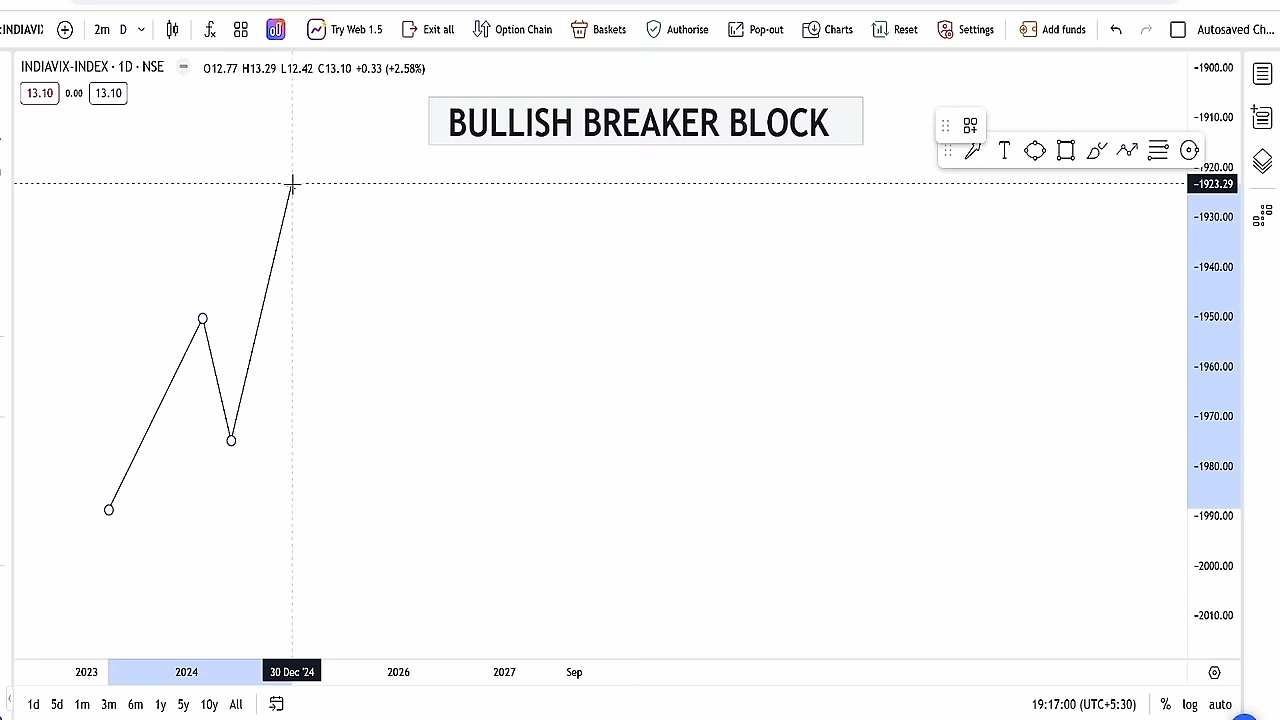 :INDIAVI
2m D
Try Web 1.5
Exit all
Option Chain
Baskets
Authorise
Pop-out
Charts
Reset
Settings
Add funds
Autosaved Ch...
INDIAVIX-INDEX · 1D · NSE
O12.77 H13.29 L12.42 C13.10 +0.33 (+2.58%)
13.10 0.00 13.10
BULLISH BREAKER BLOCK
T
−1900.00
−1910.00
−1920.00
−1923.29
−1930.00
−1940.00
−1950.00
−1960.00
−1970.00
−1980.00
−1990.00
−2000.00
−2010.00
2023 2024 30 Dec '24 2026 2027 Sep
1d 5d 1m 3m 6m 1y 5y 10y All
19:17:00 (UTC+5:30) % log auto